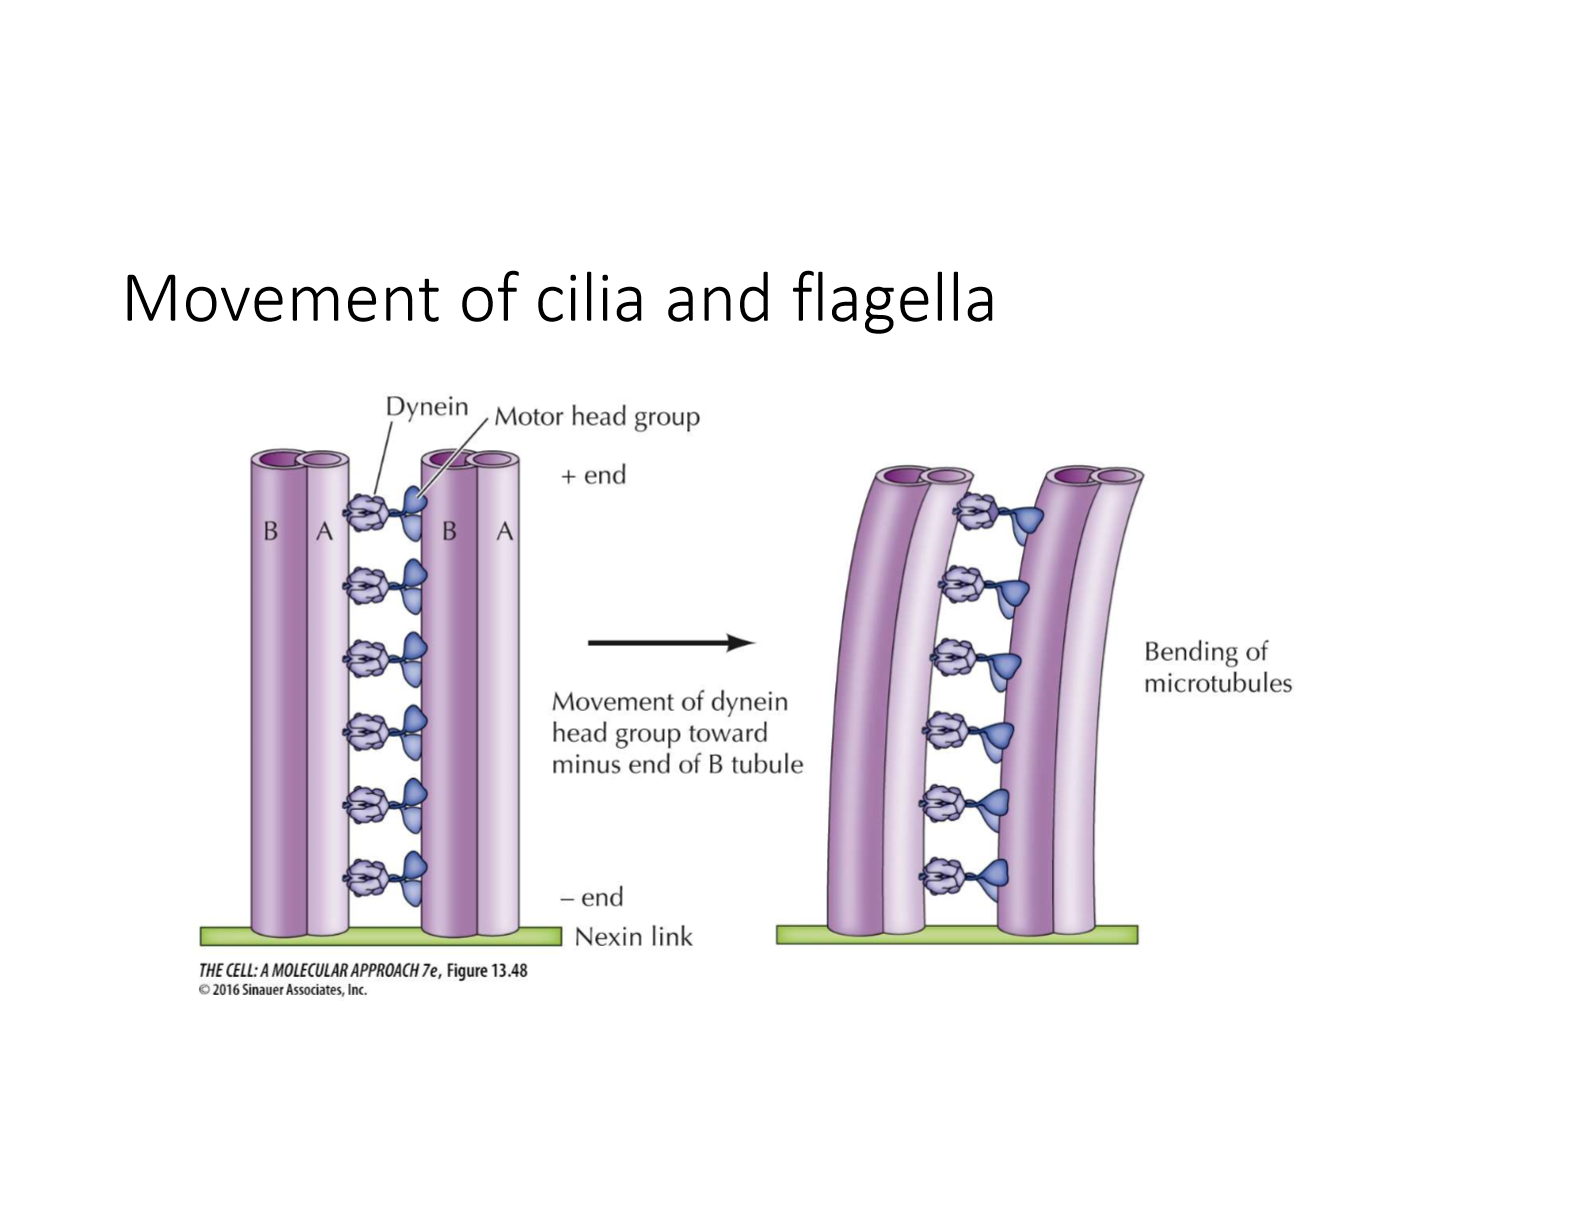 Movement of cilia and flagella
Dynein
Motor head group
+ end
B A B A
Movement of dynein
head group toward
minus end of B tubule
– end
Nexin link
Bending of
microtubules
THE CELL: A MOLECULAR APPROACH 7e, Figure 13.48
© 2016 Sinauer Associates, Inc.